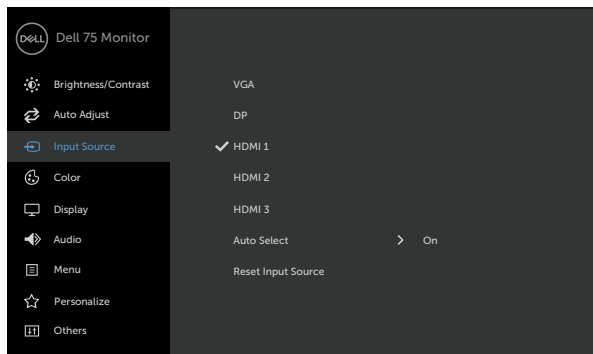 DELL Dell 75 Monitor
Brightness/Contrast
Auto Adjust
Input Source
Color
Display
Audio
Menu
Personalize
Others
VGA
DP
HDMI 1
HDMI 2
HDMI 3
Auto Select On
Reset Input Source